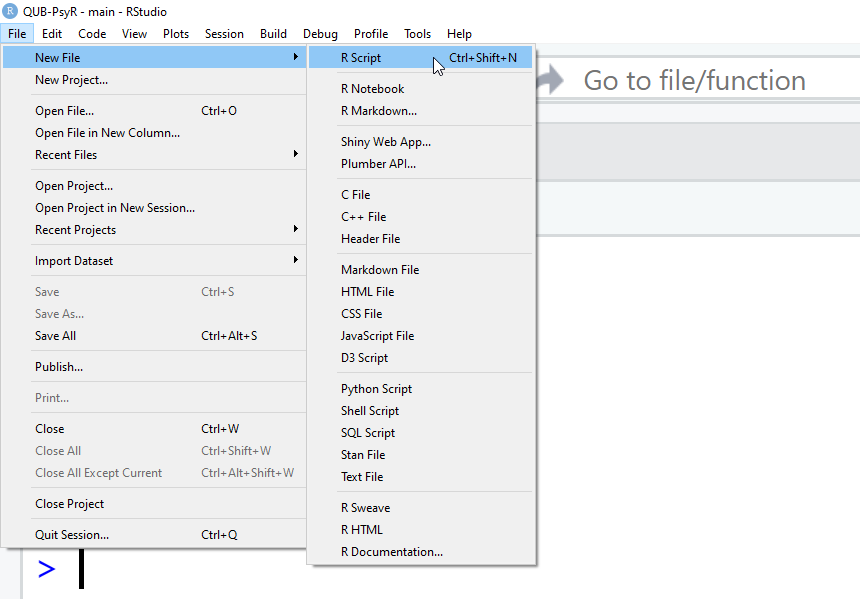 R QUB-PsyR - main - RStudio
File Edit Code View Plots Session Build Debug Profile Tools Help
New File
New Project...
Open File... Ctrl+O
Open File in New Column...
Recent Files
Open Project...
Open Project in New Session...
Recent Projects
Import Dataset
Save Ctrl+S
Save As...
Save All Ctrl+Alt+S
Publish...
Print...
Close Ctrl+W
Close All Ctrl+Shift+W
Close All Except Current Ctrl+Alt+Shift+W
Close Project
Quit Session... Ctrl+Q
R Script Ctrl+Shift+N
R Notebook
R Markdown...
Shiny Web App...
Plumber API...
C File
C++ File
Header File
Markdown File
HTML File
CSS File
JavaScript File
D3 Script
Python Script
Shell Script
SQL Script
Stan File
Text File
R Sweave
R HTML
R Documentation...
Go to file/function
>